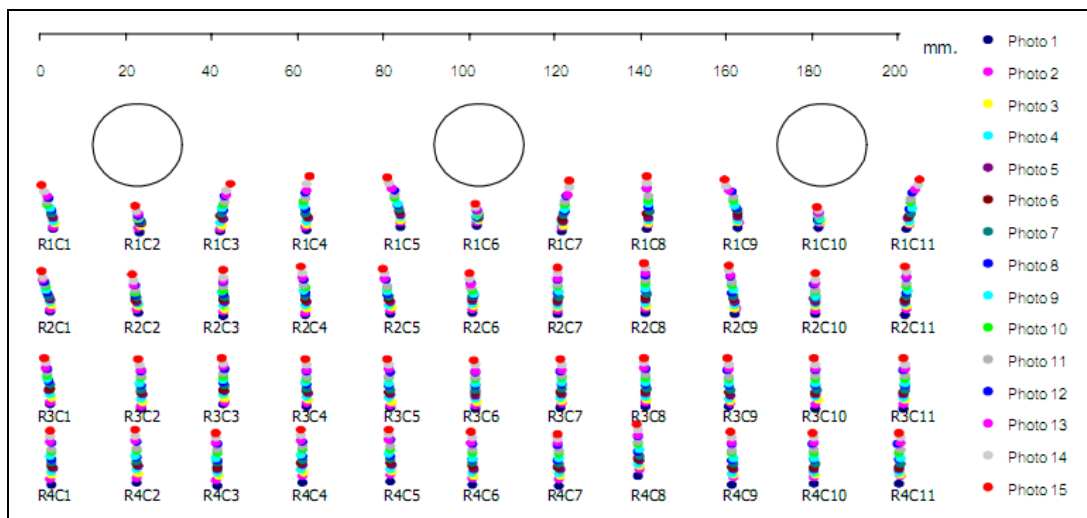 mm.
0 20 40 60 80 100 120 140 160 180 200
Photo 1
Photo 2
Photo 3
Photo 4
Photo 5
Photo 6
Photo 7
Photo 8
Photo 9
Photo 10
Photo 11
Photo 12
Photo 13
Photo 14
Photo 15
R1C1 R1C2 R1C3 R1C4 R1C5 R1C6 R1C7 R1C8 R1C9 R1C10 R1C11
R2C1 R2C2 R2C3 R2C4 R2C5 R2C6 R2C7 R2C8 R2C9 R2C10 R2C11
R3C1 R3C2 R3C3 R3C4 R3C5 R3C6 R3C7 R3C8 R3C9 R3C10 R3C11
R4C1 R4C2 R4C3 R4C4 R4C5 R4C6 R4C7 R4C8 R4C9 R4C10 R4C11